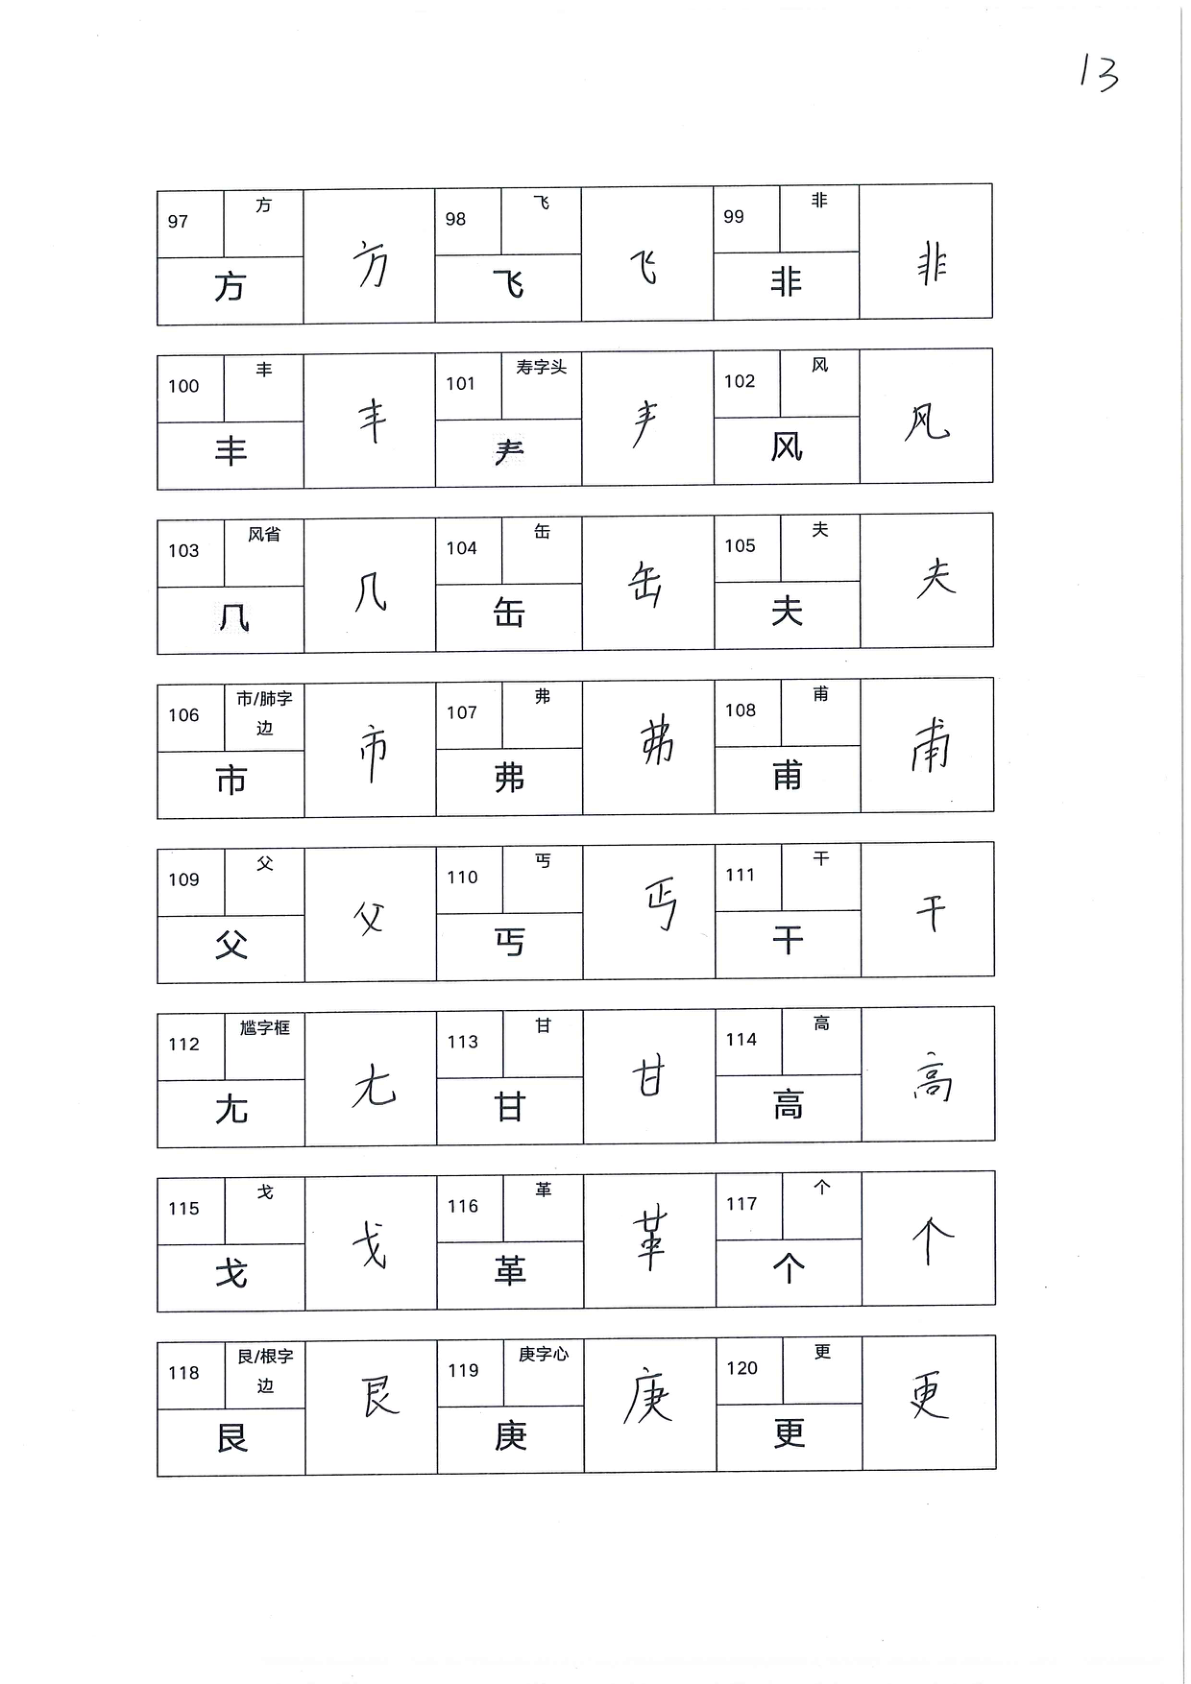 13
97 方 方 方 98 飞 飞 飞 99 非 非 非
100 丰 丰 丰 101 寿字头 龵 龵 102 风 风 风
103 风省 𠘨 𠘨 104 缶 缶 缶 105 夫 夫 夫
106 市/肺字边 市 市 107 弗 弗 弗 108 甫 甫 甫
109 父 父 父 110 丐 丐 丐 111 干 干 干
112 尴字框 尢 尢 113 甘 甘 甘 114 高 高 高
115 戈 戈 戈 116 革 革 革 117 个 个 个
118 艮/根字边 艮 艮 119 庚字心 庚 庚 120 更 更 更